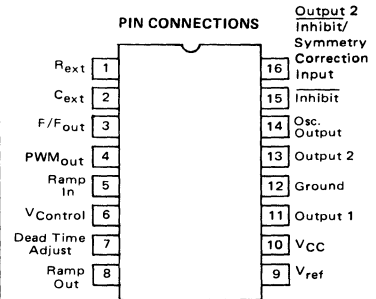 PIN CONNECTIONS
Output 2
Inhibit/
Symmetry
Correction
Input
Rext 1
16
Cext 2
15 Inhibit
F/Fout 3
14 Osc.
Output
PWMout 4
13 Output 2
Ramp
In 5
12 Ground
VControl 6
11 Output 1
Dead Time
Adjust 7
10 VCC
Ramp
Out 8
9 Vref